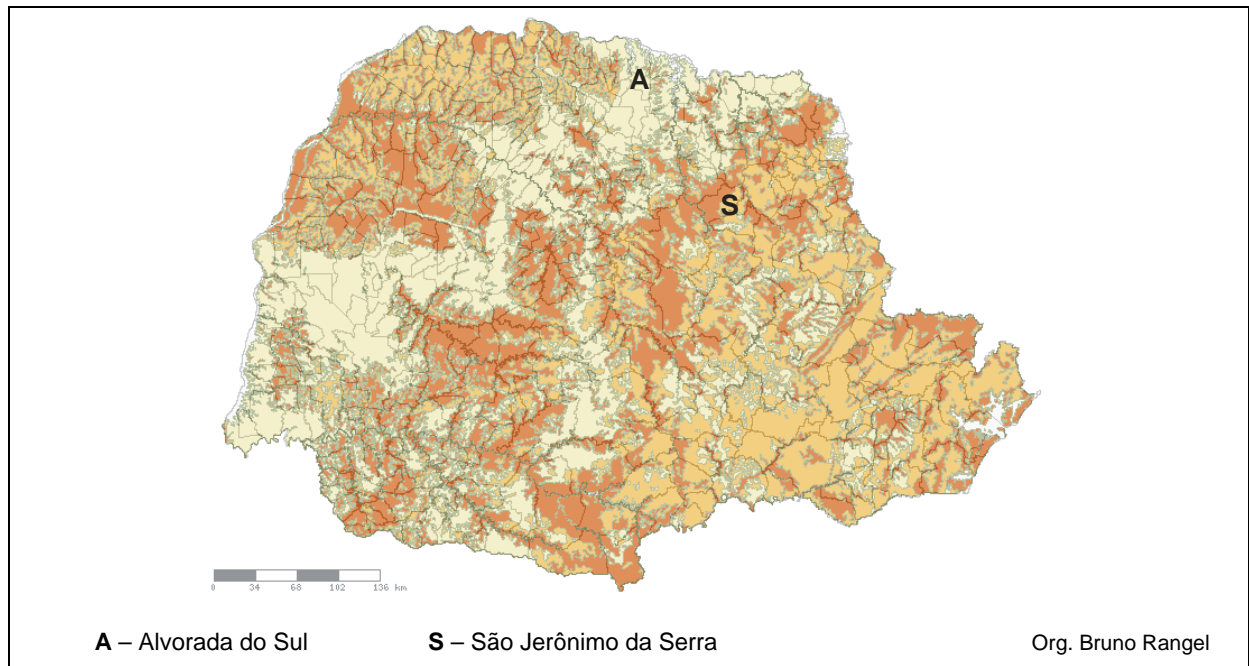 A
S
0 34 68 102 136 km
A – Alvorada do Sul S – São Jerônimo da Serra Org. Bruno Rangel